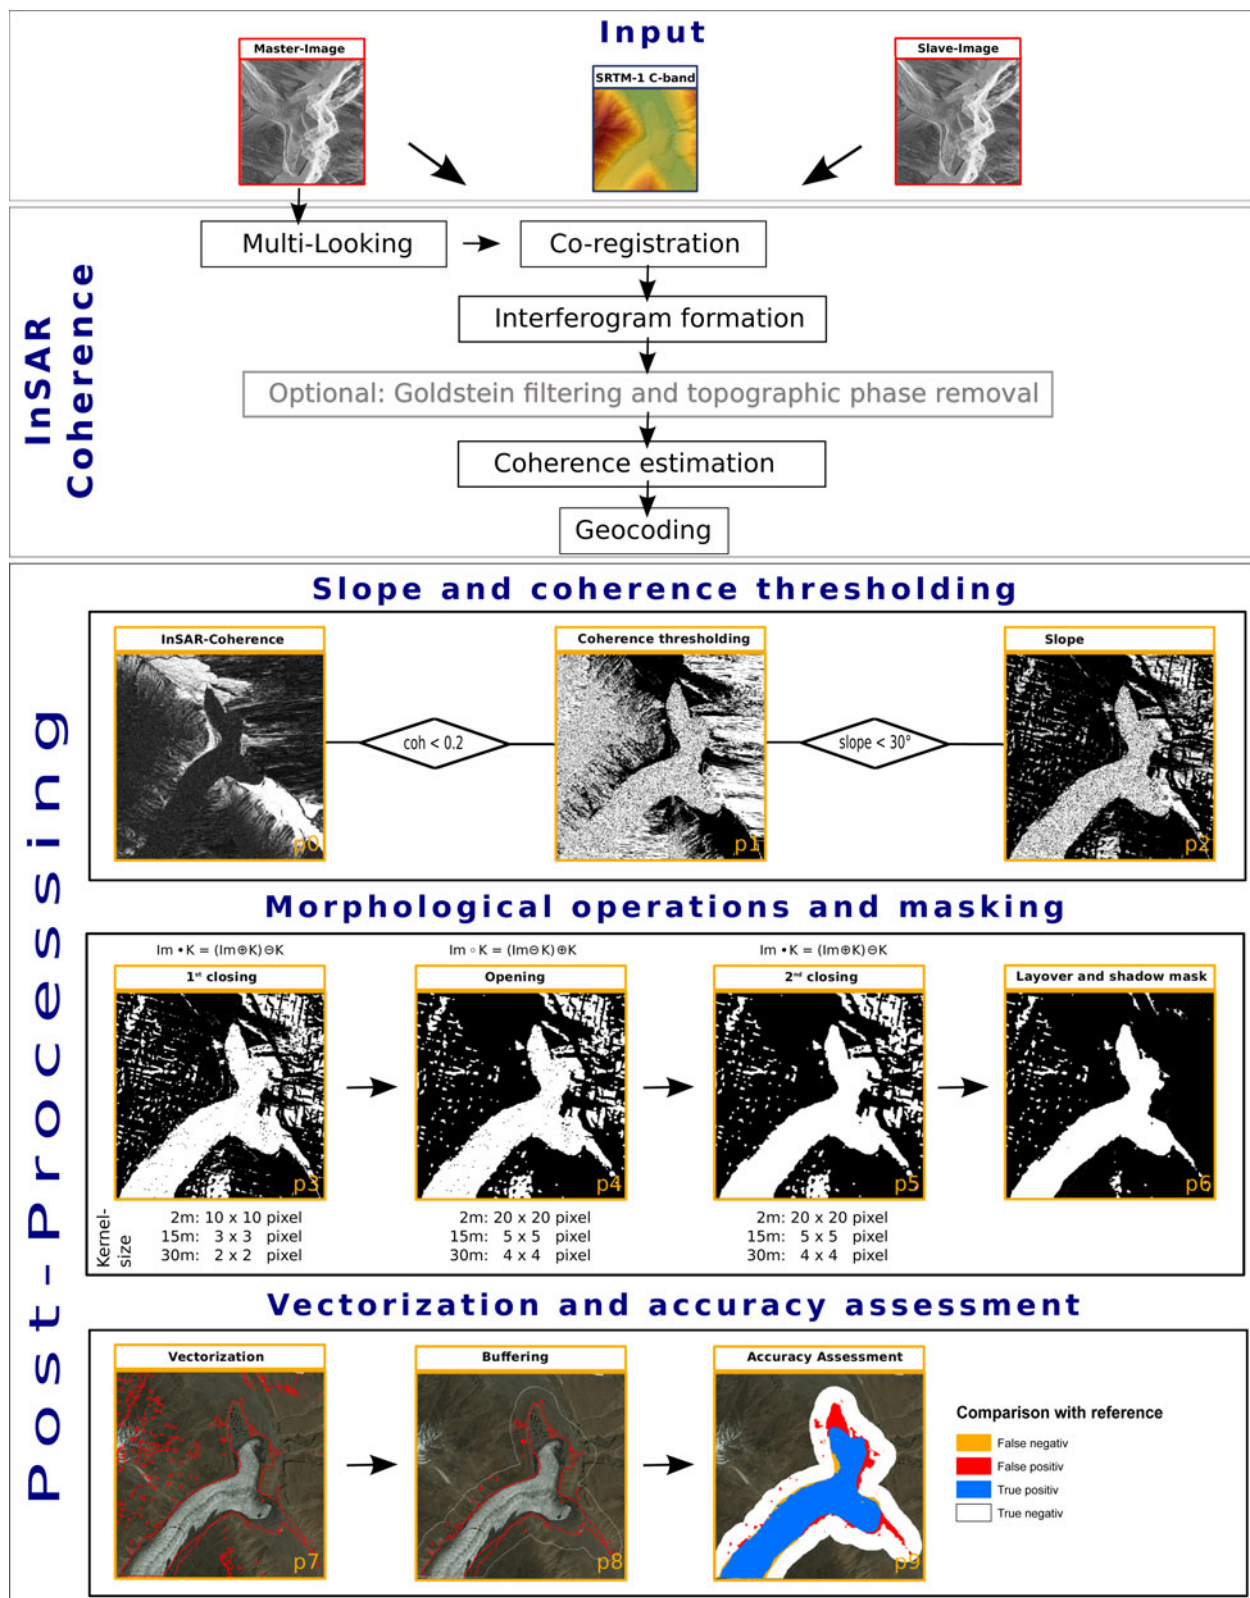 Input
Master-Image
SRTM-1 C-band
Slave-Image
InSAR
Coherence
Multi-Looking
Co-registration
Interferogram formation
Optional: Goldstein filtering and topographic phase removal
Coherence estimation
Geocoding
Post-Processing
Slope and coherence thresholding
InSAR-Coherence
Coherence thresholding
Slope
coh < 0.2
slope < 30°
p0
p1
p2
Morphological operations and masking
Im •K = (Im⊕K)⊖K
Im ◦K = (Im⊖K)⊕K
Im •K = (Im⊕K)⊖K
1st closing
Opening
2nd closing
Layover and shadow mask
p3
p4
p5
p6
Kernel-
size
2m: 10 x 10 pixel
15m: 3 x 3 pixel
30m: 2 x 2 pixel
2m: 20 x 20 pixel
15m: 5 x 5 pixel
30m: 4 x 4 pixel
2m: 20 x 20 pixel
15m: 5 x 5 pixel
30m: 4 x 4 pixel
Vectorization and accuracy assessment
Vectorization
Buffering
Accuracy Assessment
p7
p8
p9
Comparison with reference
False negativ
False positiv
True positiv
True negativ